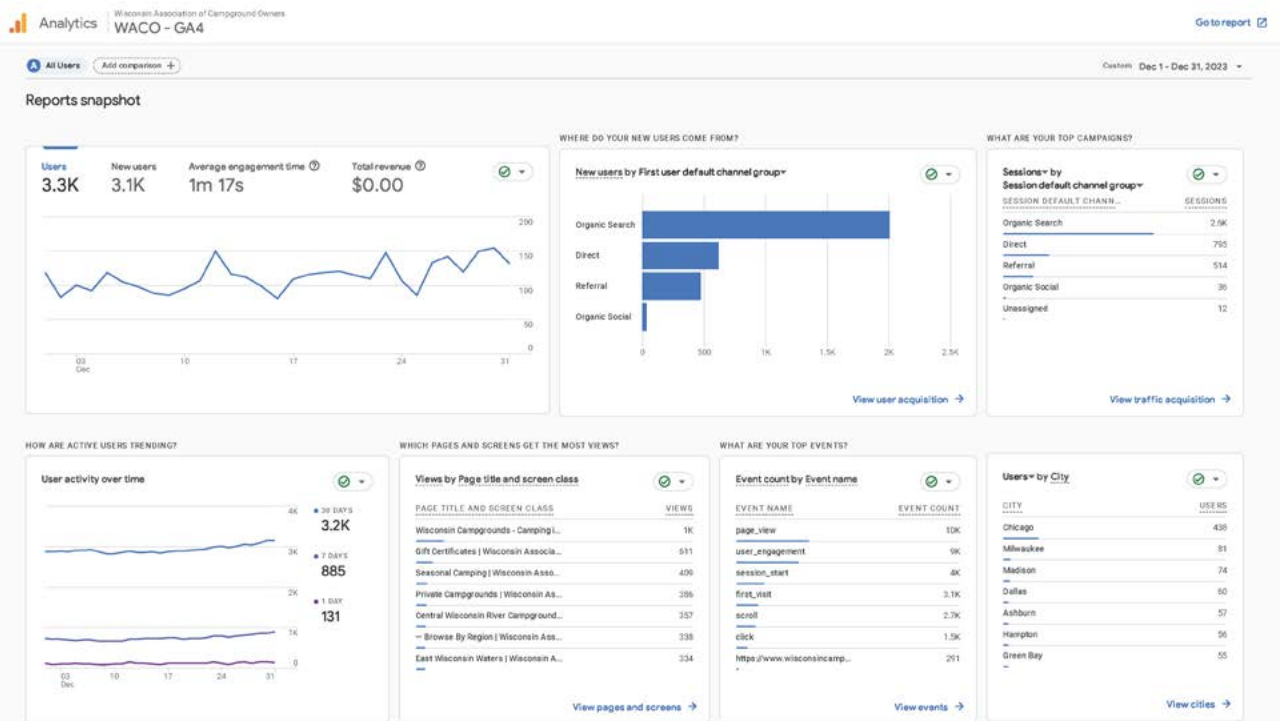 Wisconsin Association of Campground Owners
Analytics
WACO - GA4
Go to report
A All Users
Add comparison +
Custom Dec 1 - Dec 31, 2023
Reports snapshot
Users
3.3K
New users
3.1K
Average engagement time
1m 17s
Total revenue
$0.00
200
150
100
50
0
03
Dec
10
17
24
31
WHERE DO YOUR NEW USERS COME FROM?
New users by First user default channel group
Organic Search
Direct
Referral
Organic Social
0
500
1K
1.5K
2K
2.5K
View user acquisition →
WHAT ARE YOUR TOP CAMPAIGNS?
Sessions by
Session default channel group
SESSION DEFAULT CHANN... SESSIONS
Organic Search 2.6K
Direct 795
Referral 514
Organic Social 36
Unassigned 12
View traffic acquisition →
HOW ARE ACTIVE USERS TRENDING?
User activity over time
4K
3K
2K
1K
0
03
Dec
10
17
24
31
30 DAYS
3.2K
7 DAYS
885
1 DAY
131
WHICH PAGES AND SCREENS GET THE MOST VIEWS?
Views by Page title and screen class
PAGE TITLE AND SCREEN CLASS VIEWS
Wisconsin Campgrounds - Camping i... 1K
Gift Certificates | Wisconsin Associa... 611
Seasonal Camping | Wisconsin Asso... 409
Private Campgrounds | Wisconsin As... 386
Central Wisconsin River Campground... 357
— Browse By Region | Wisconsin Ass... 338
East Wisconsin Waters | Wisconsin A... 334
View pages and screens →
WHAT ARE YOUR TOP EVENTS?
Event count by Event name
EVENT NAME EVENT COUNT
page_view 10K
user_engagement 9K
session_start 4K
first_visit 3.1K
scroll 2.7K
click 1.5K
https://www.wisconsincamp... 291
View events →
Users by City
CITY USERS
Chicago 438
Milwaukee 81
Madison 74
Dallas 60
Ashburn 57
Hampton 56
Green Bay 55
View cities →